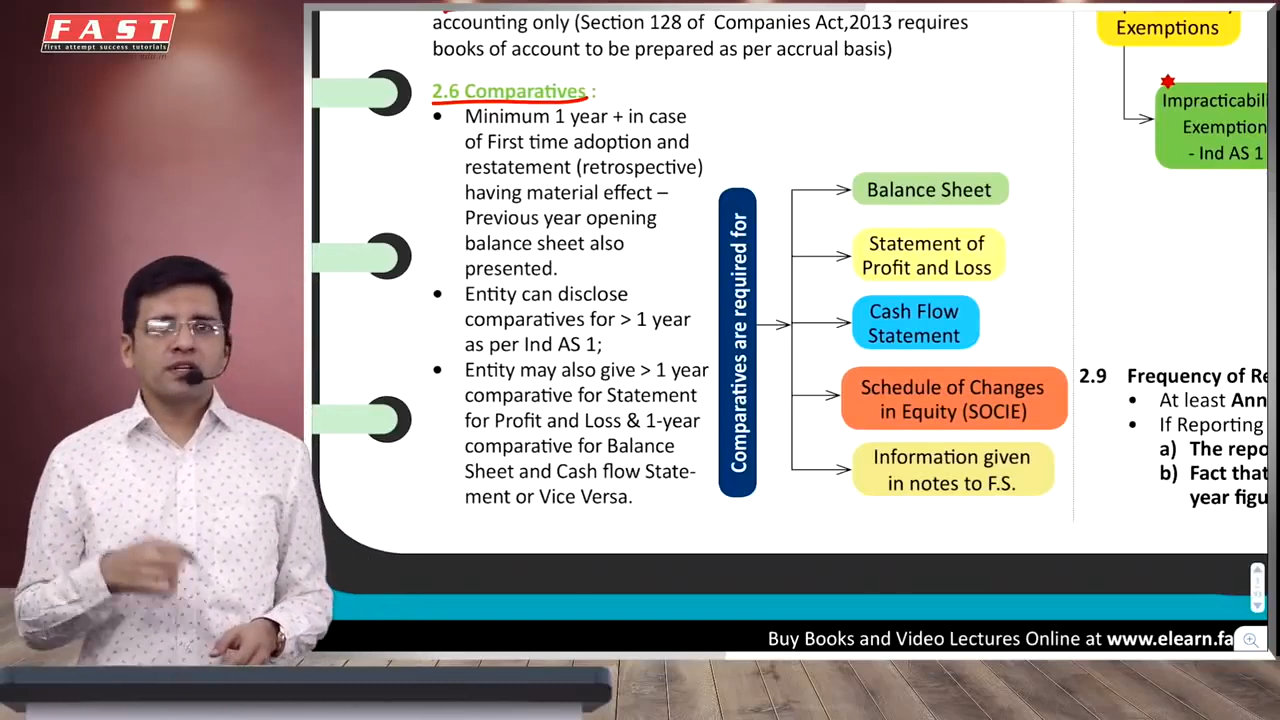 FAST
first attempt success tutorials
accounting only (Section 128 of Companies Act,2013 requires
books of account to be prepared as per accrual basis)
2.6 Comparatives :
• Minimum 1 year + in case
of First time adoption and
restatement (retrospective)
having material effect –
Previous year opening
balance sheet also
presented.
• Entity can disclose
comparatives for > 1 year
as per Ind AS 1;
• Entity may also give > 1 year
comparative for Statement
for Profit and Loss & 1-year
comparative for Balance
Sheet and Cash flow State-
ment or Vice Versa.
Comparatives are required for
Balance Sheet
Statement of
Profit and Loss
Cash Flow
Statement
Schedule of Changes
in Equity (SOCIE)
Information given
in notes to F.S.
Exemptions
Impracticabil
Exemption
- Ind AS 1
2.9 Frequency of Re
• At least Ann
• If Reporting
a) The repo
b) Fact that
year figu
Buy Books and Video Lectures Online at www.elearn.fa